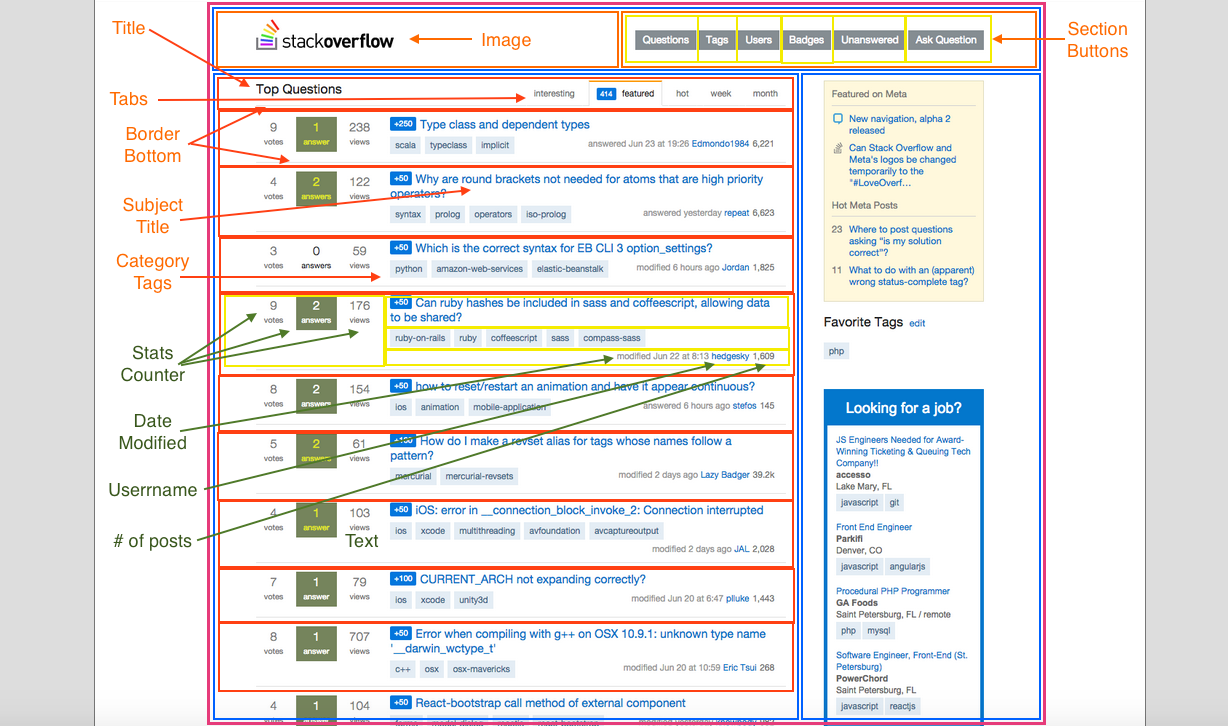 Title
Image
Section
Buttons
stackoverflow
Questions
Tags
Users
Badges
Unanswered
Ask Question
Tabs
Border
Bottom
Subject
Title
Category
Tags
Stats
Counter
Date
Modified
Userrname
# of posts
Text
Top Questions
interesting
414 featured
hot
week
month
9 1 238
votes answer views
+250 Type class and dependent types
scala typeclass implicit
answered Jun 23 at 19:26 Edmondo1984 6,221
4 2 122
votes answers views
+50 Why are round brackets not needed for atoms that are high priority
operators?
syntax prolog operators iso-prolog
answered yesterday repeat 6,623
3 0 59
votes answers views
+50 Which is the correct syntax for EB CLI 3 option_settings?
python amazon-web-services elastic-beanstalk
modified 6 hours ago Jordan 1,825
9 2 176
votes answers views
+50 Can ruby hashes be included in sass and coffeescript, allowing data
to be shared?
ruby-on-rails ruby coffeescript sass compass-sass
modified Jun 22 at 8:13 hedgesky 1,609
8 2 154
votes answers views
+50 how to reset/restart an animation and have it appear continuous?
ios animation mobile-application
answered 6 hours ago stefos 145
5 2 61
votes answers views
+100 How do I make a revset alias for tags whose names follow a
pattern?
mercurial mercurial-revsets
modified 2 days ago Lazy Badger 39.2k
4 1 103
votes answer views
+50 iOS: error in __connection_block_invoke_2: Connection interrupted
ios xcode multithreading avfoundation avcaptureoutput
modified 2 days ago JAL 2,028
7 1 79
votes answer views
+100 CURRENT_ARCH not expanding correctly?
ios xcode unity3d
modified Jun 20 at 6:47 pliuke 1,443
8 1 707
votes answer views
+50 Error when compiling with g++ on OSX 10.9.1: unknown type name
'__darwin_wctype_t'
c++ osx osx-mavericks
modified Jun 20 at 10:59 Eric Tsui 268
4 1 104
+50 React-bootstrap call method of external component
Featured on Meta
New navigation, alpha 2
released
Can Stack Overflow and
Meta's logos be changed
temporarily to the
"#LoveOverf...
Hot Meta Posts
23 Where to post questions
asking "is my solution
correct"?
11 What to do with an (apparent)
wrong status-complete tag?
Favorite Tags edit
php
Looking for a job?
JS Engineers Needed for Award-
Winning Ticketing & Queuing Tech
Company!!
accesso
Lake Mary, FL
javascript git
Front End Engineer
Parkifi
Denver, CO
javascript angularjs
Procedural PHP Programmer
GA Foods
Saint Petersburg, FL / remote
php mysql
Software Engineer, Front-End (St.
Petersburg)
PowerChord
Saint Petersburg, FL
javascript reactjs